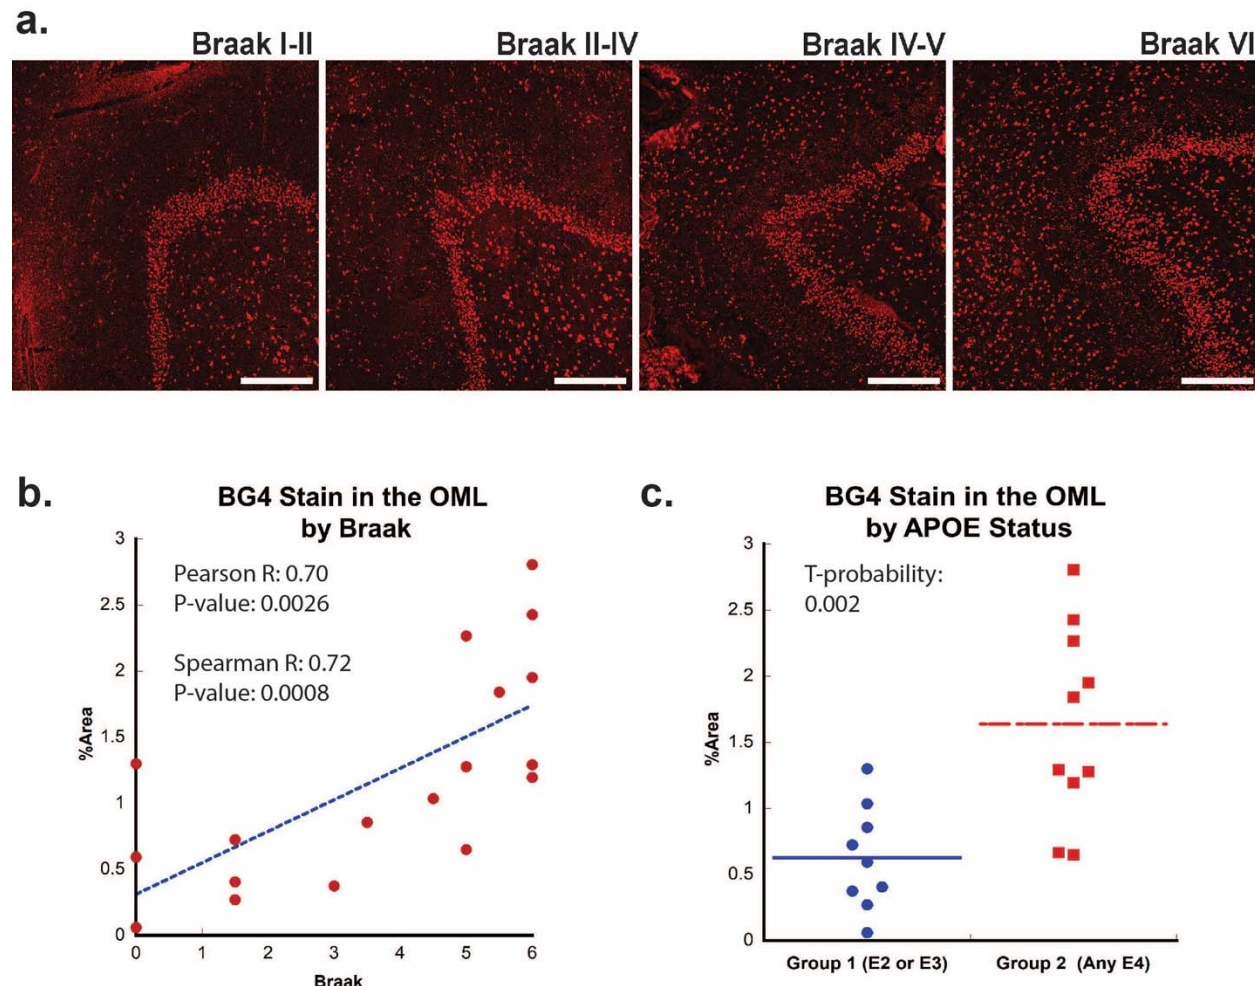 a.
Braak I-II
Braak II-IV
Braak IV-V
Braak VI
b.
BG4 Stain in the OML
by Braak
Pearson R: 0.70
P-value: 0.0026
Spearman R: 0.72
P-value: 0.0008
%Area
3
2.5
2
1.5
1
0.5
0
0 1 2 3 4 5 6
Braak
c.
BG4 Stain in the OML
by APOE Status
T-probability:
0.002
%Area
3
2.5
2
1.5
1
0.5
0
Group 1 (E2 or E3) Group 2 (Any E4)